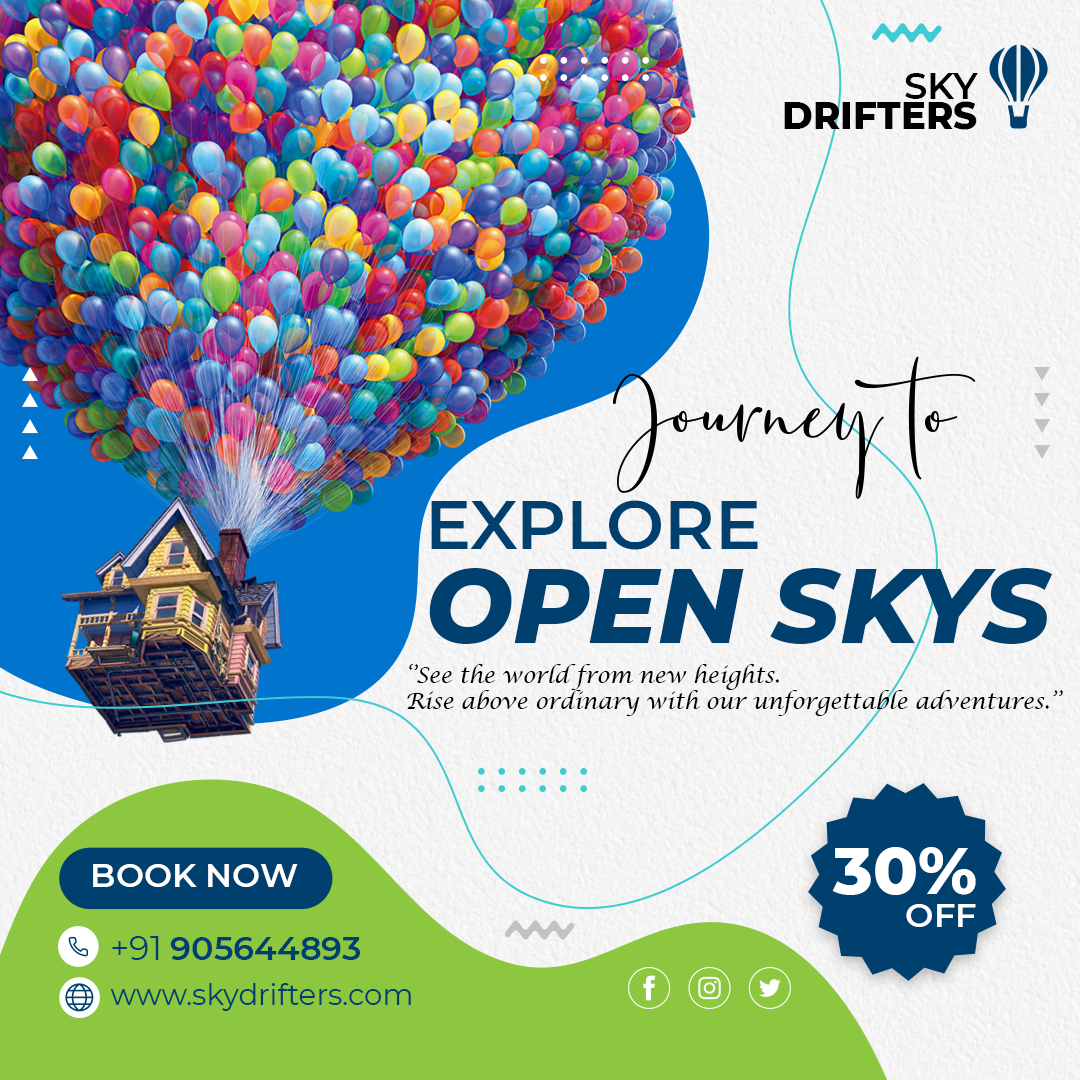 SKY
DRIFTERS
Journey to
EXPLORE
OPEN SKYS
"See the world from new heights.
Rise above ordinary with our unforgettable adventures."
30%
OFF
BOOK NOW
+91 905644893
www.skydrifters.com